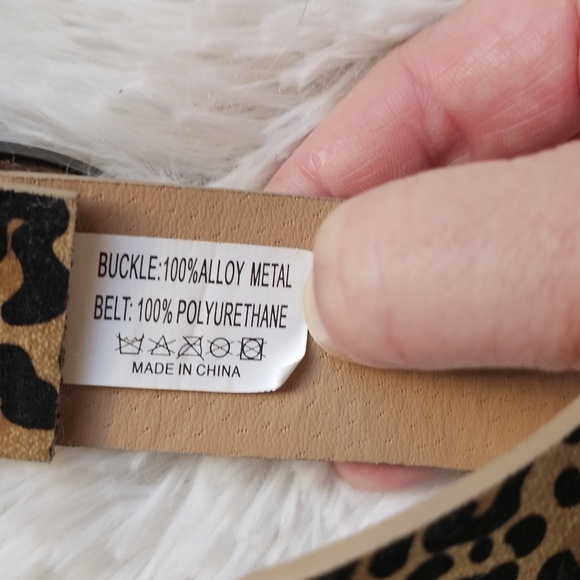 BUCKLE:100%ALLOY METAL
BELT: 100% POLYURETHANE
MADE IN CHINA